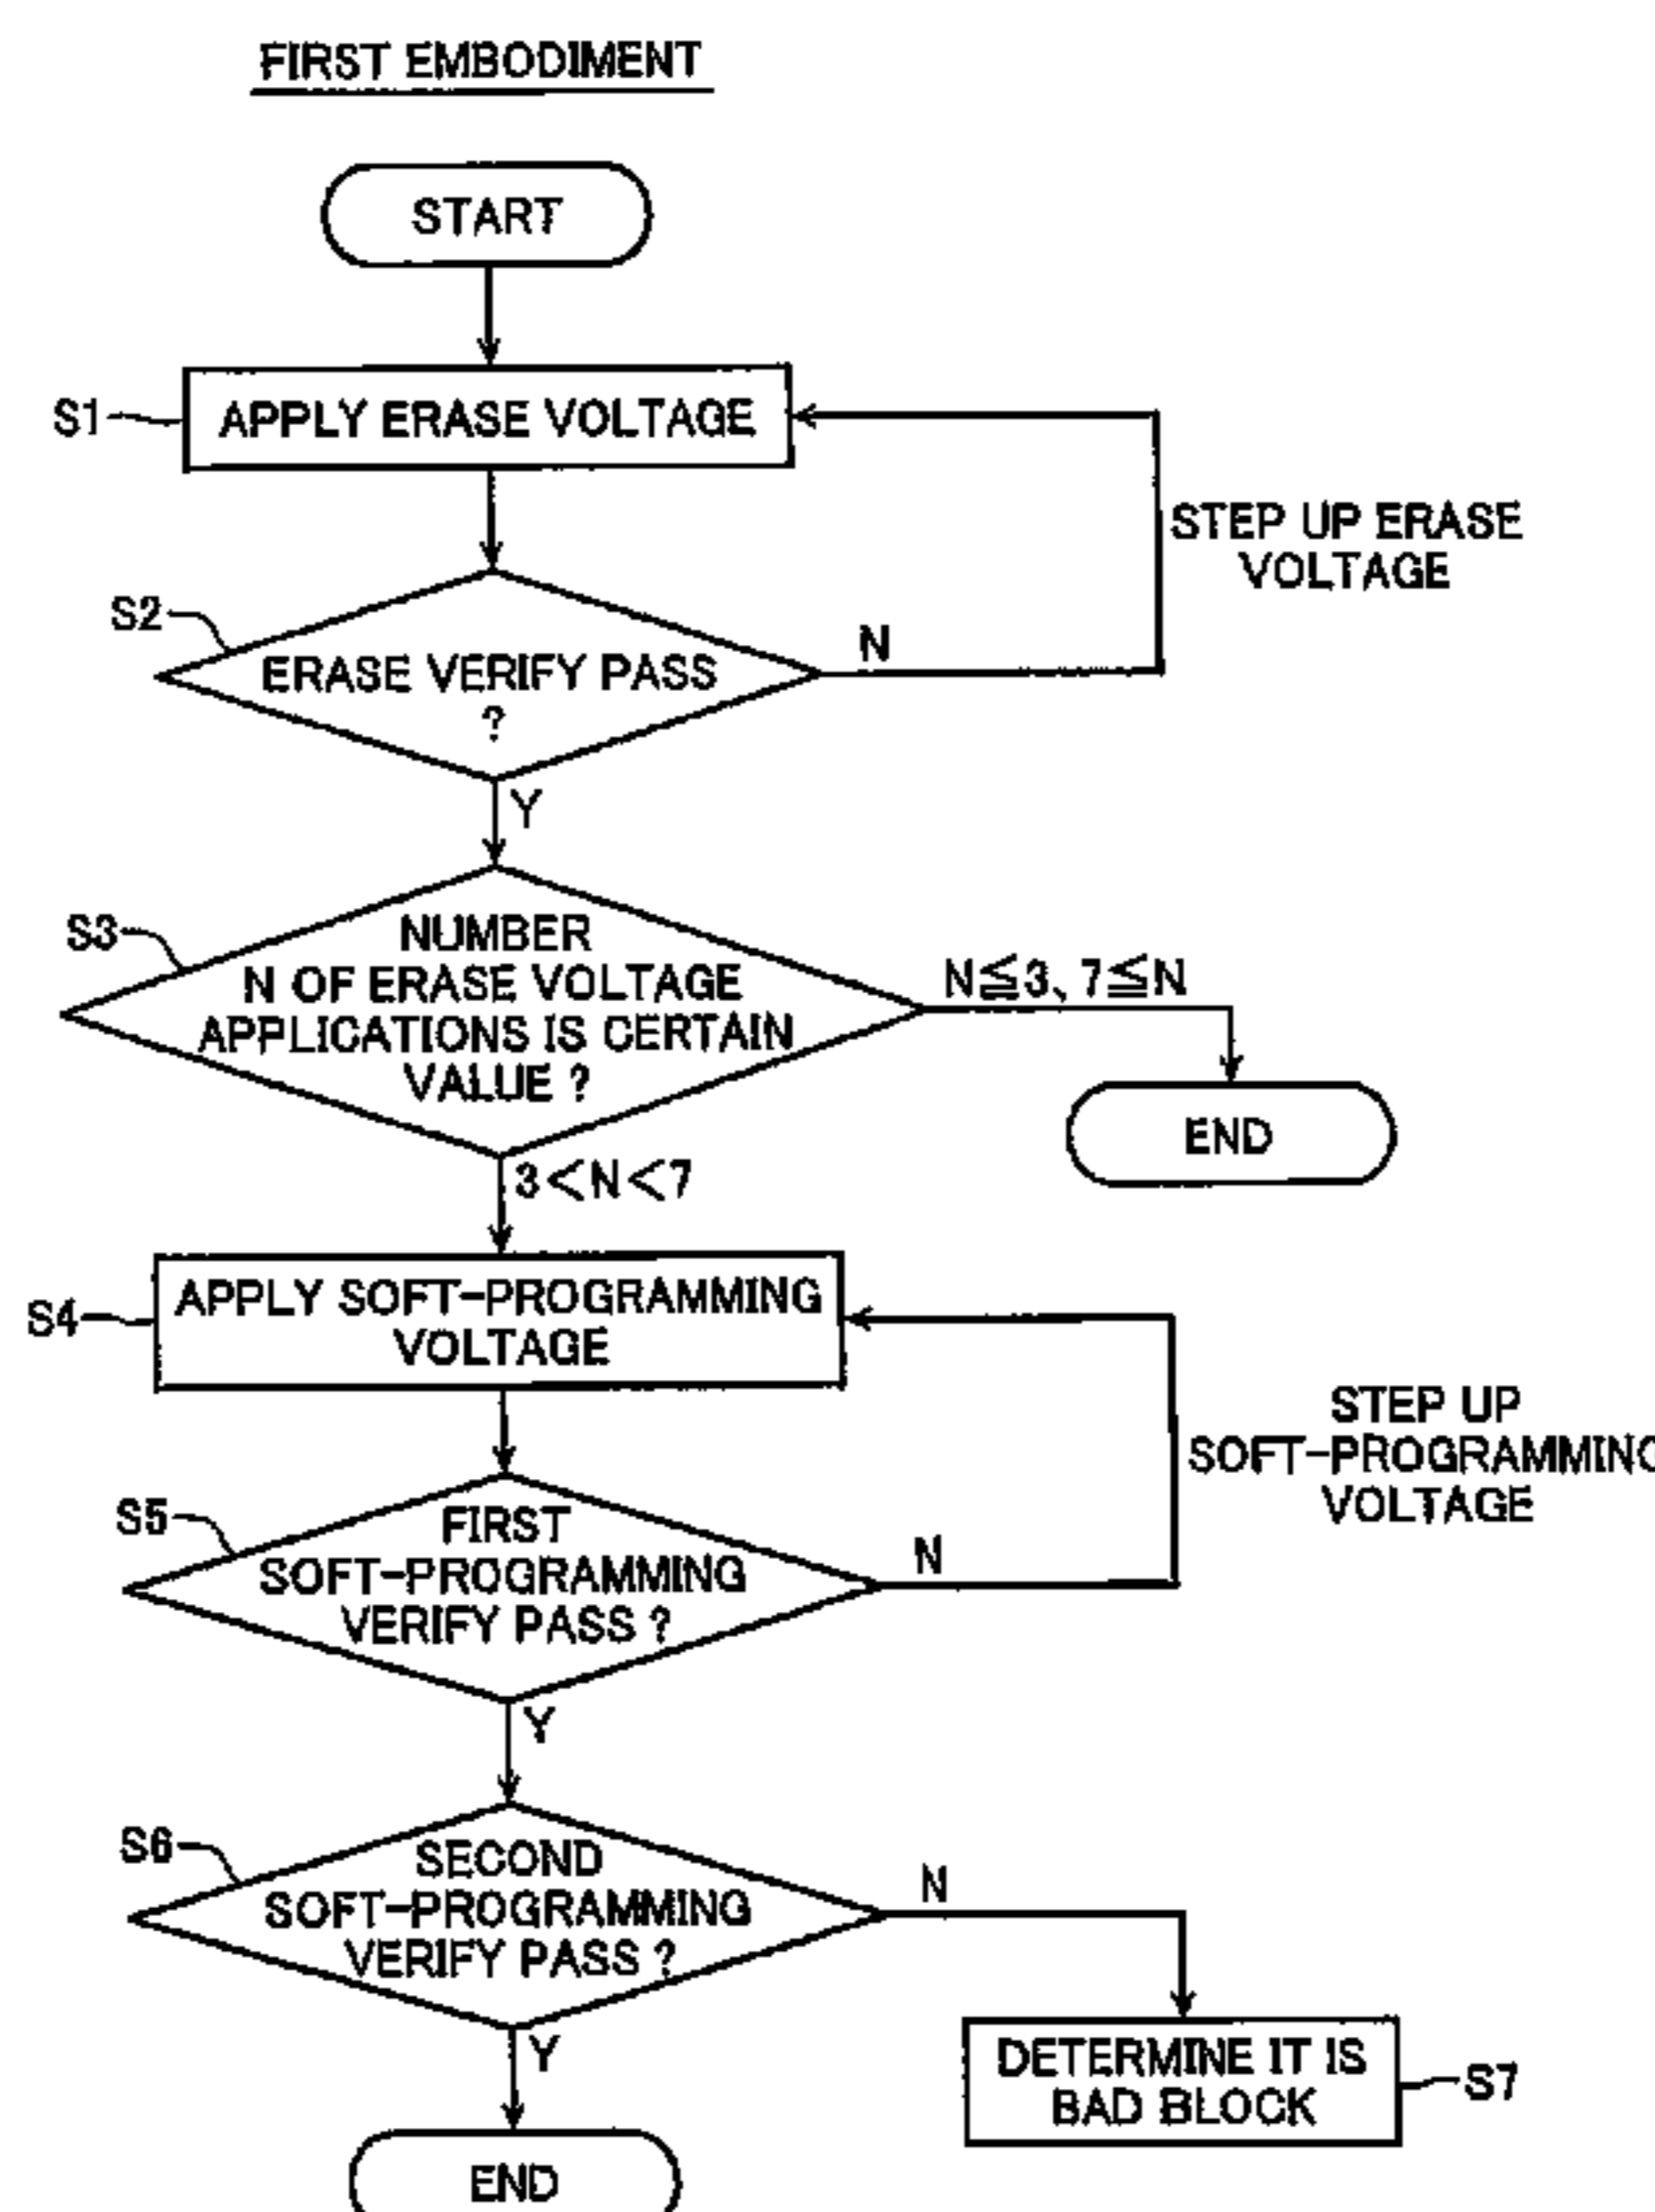 FIRST EMBODIMENT
START
S1
APPLY ERASE VOLTAGE
STEP UP ERASE
VOLTAGE
S2
ERASE VERIFY PASS
?
N
Y
S3
NUMBER
N OF ERASE VOLTAGE
APPLICATIONS IS CERTAIN
VALUE ?
N≦3、7≦N
END
3<N<7
S4
APPLY SOFT-PROGRAMMING
VOLTAGE
STEP UP
SOFT-PROGRAMMING
VOLTAGE
S5
FIRST
SOFT-PROGRAMMING
VERIFY PASS ?
N
Y
S6
SECOND
SOFT-PROGRAMMING
VERIFY PASS ?
N
Y
DETERMINE IT IS
BAD BLOCK
S7
END